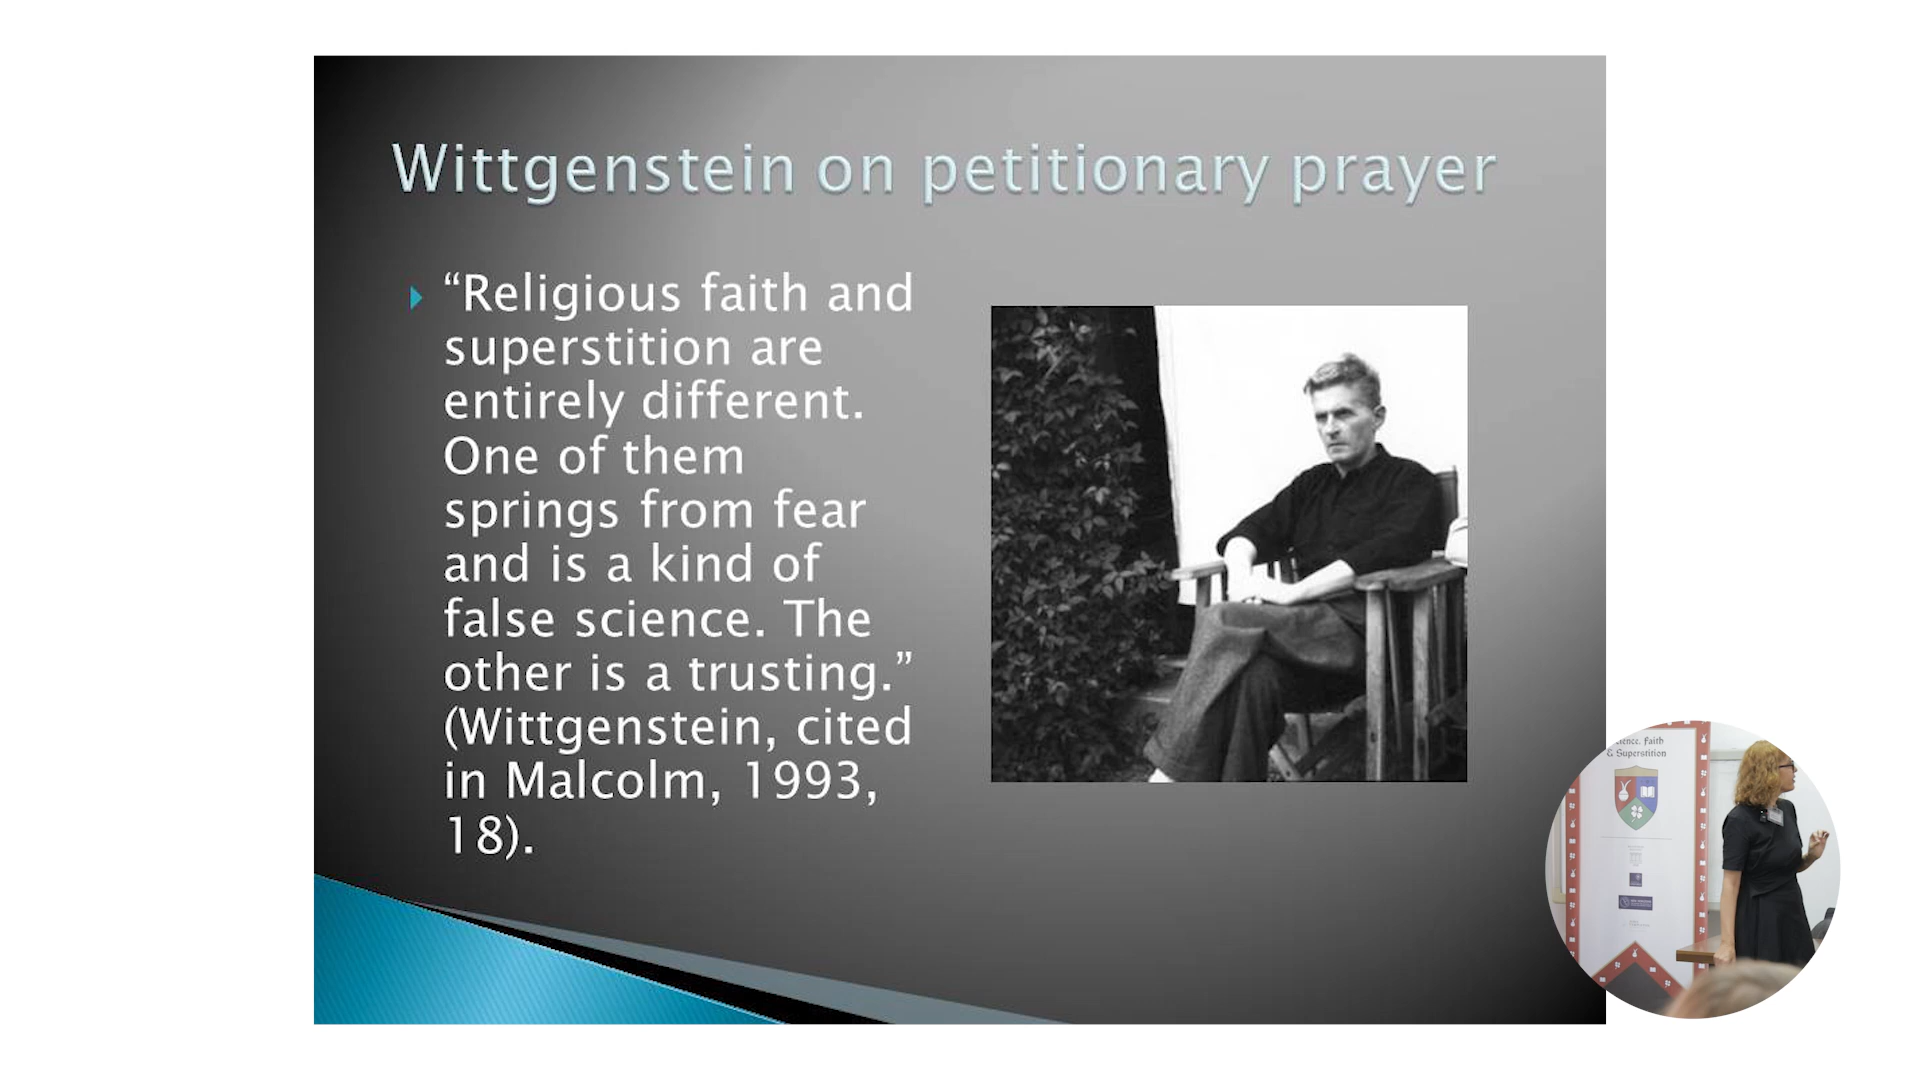 Wittgenstein on petitionary prayer
“Religious faith and
superstition are
entirely different.
One of them
springs from fear
and is a kind of
false science. The
other is a trusting.”
(Wittgenstein, cited
in Malcolm, 1993,
18).
Faith
& Superstition